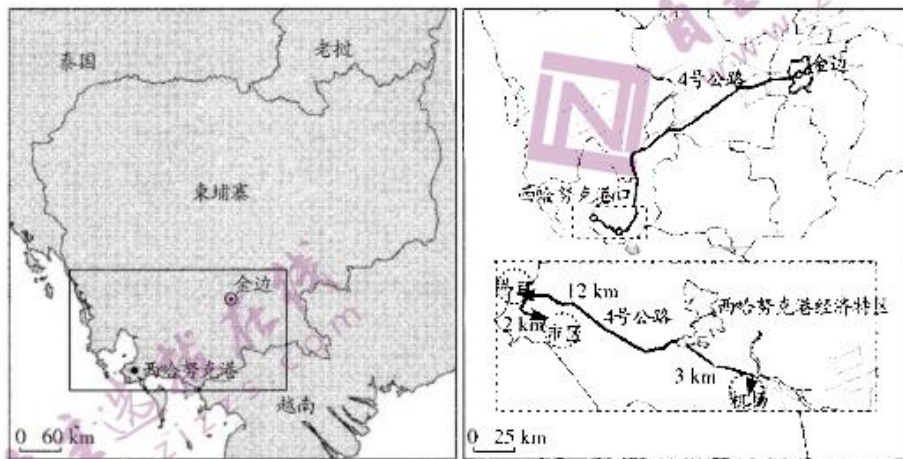 泰国
老挝
柬埔寨
金边
西哈努克港
越南
0 60 km
4号公路
金边
西哈努克港口
12 km
4号公路
西哈努克港经济特区
2 km
市区
3 km
机场
0 25 km